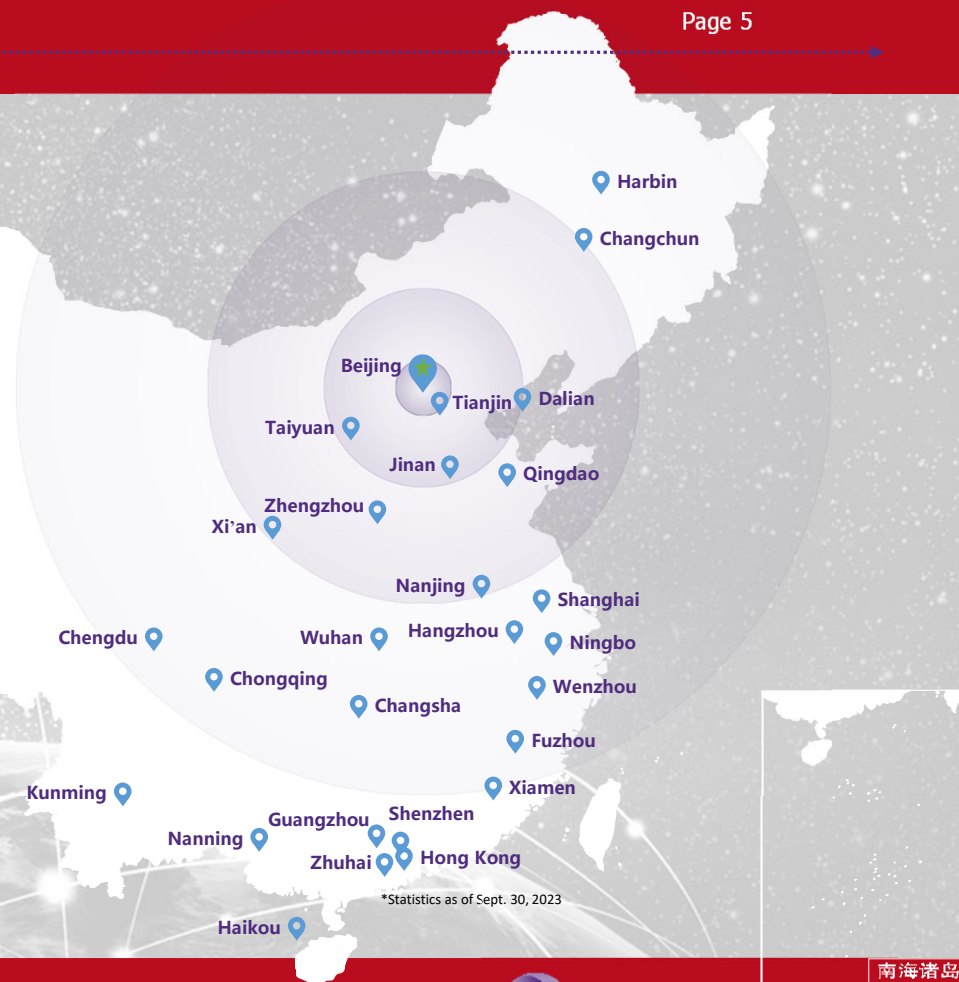 Page 5
Harbin
Changchun
Beijing
Tianjin
Dalian
Taiyuan
Jinan
Qingdao
Zhengzhou
Xi’an
Nanjing
Shanghai
Chengdu
Wuhan
Hangzhou
Ningbo
Chongqing
Wenzhou
Changsha
Fuzhou
Kunming
Xiamen
Guangzhou
Shenzhen
Nanning
Zhuhai
Hong Kong
*Statistics as of Sept. 30, 2023
Haikou
南海诸岛